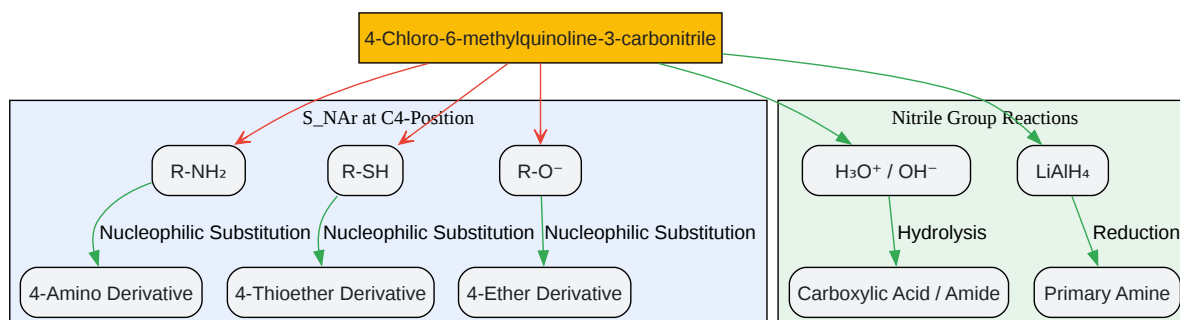 4-Chloro-6-methylquinoline-3-carbonitrile
S_NAr at C4-Position
Nitrile Group Reactions
R-NH₂
R-SH
R-O⁻
H₃O⁺ / OH⁻
LiAlH₄
Nucleophilic Substitution
Nucleophilic Substitution
Nucleophilic Substitution
Hydrolysis
Reduction
4-Amino Derivative
4-Thioether Derivative
4-Ether Derivative
Carboxylic Acid / Amide
Primary Amine